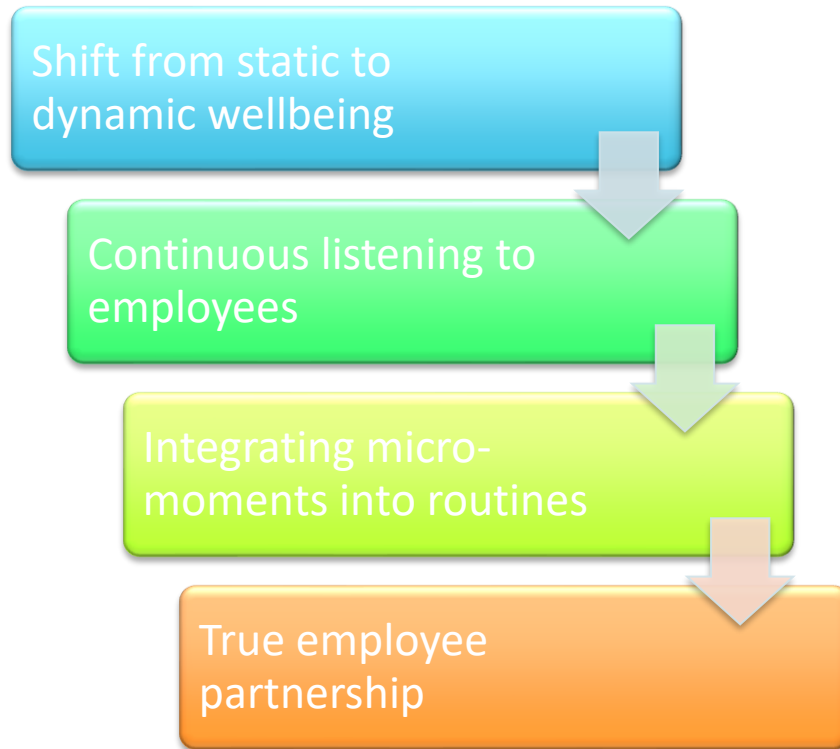 Shift from static to
dynamic wellbeing
Continuous listening to
employees
Integrating micro-
moments into routines
True employee
partnership